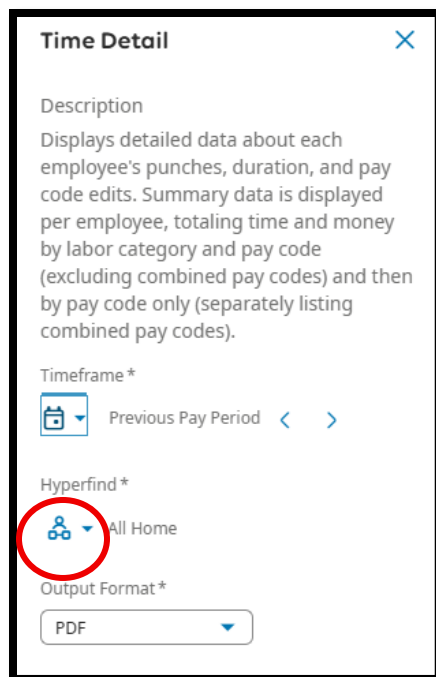 Time Detail
Description
Displays detailed data about each
employee's punches, duration, and pay
code edits. Summary data is displayed
per employee, totaling time and money
by labor category and pay code
(excluding combined pay codes) and then
by pay code only (separately listing
combined pay codes).
Timeframe *
Previous Pay Period
Hyperfind *
All Home
Output Format *
PDF